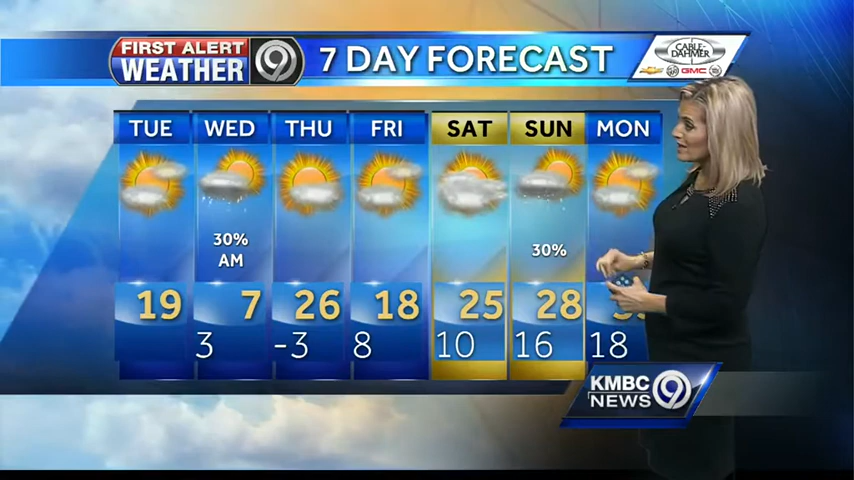 FIRST ALERT
WEATHER 9
7 DAY FORECAST
CABLE-DAHMER
GMC
TUE WED THU FRI SAT SUN MON
30%
AM
30%
19 7 26 18 25 28
3 -3 8 10 16 18
KMBC 9
NEWS